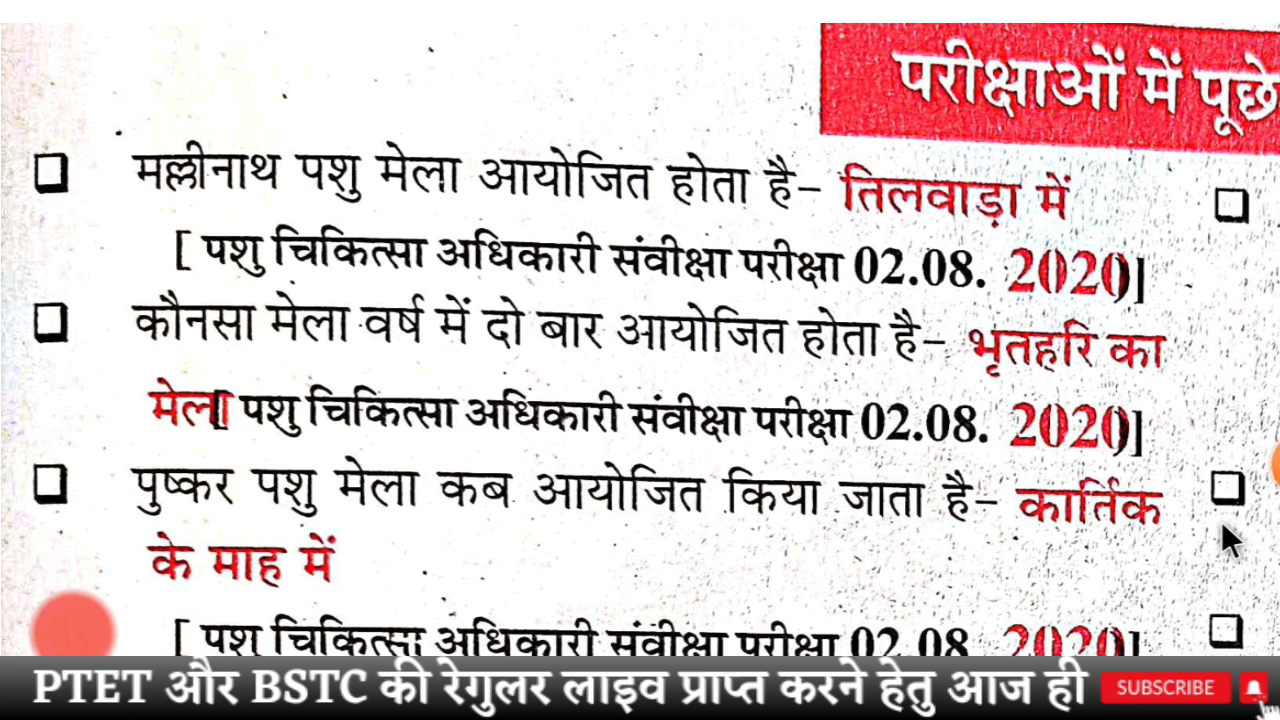 परीक्षाओं में पूछे
मल्लीनाथ पशु मेला आयोजित होता है- तिलवाड़ा में
[ पशु चिकित्सा अधिकारी संवीक्षा परीक्षा 02.08. 2020)]
कौनसा मेला वर्ष में दो बार आयोजित होता है- भृतहरि का
मेला[ पशु चिकित्सा अधिकारी संवीक्षा परीक्षा 02.08. 2020)]
पुष्कर पशु मेला कब आयोजित किया जाता है- कार्तिक
के माह में
[ पशु चिकित्सा अधिकारी संवीक्षा परीक्षा 02.08. 2020)]
PTET और BSTC की रेगुलर लाइव प्राप्त करने हेतु आज ही SUBSCRIBE